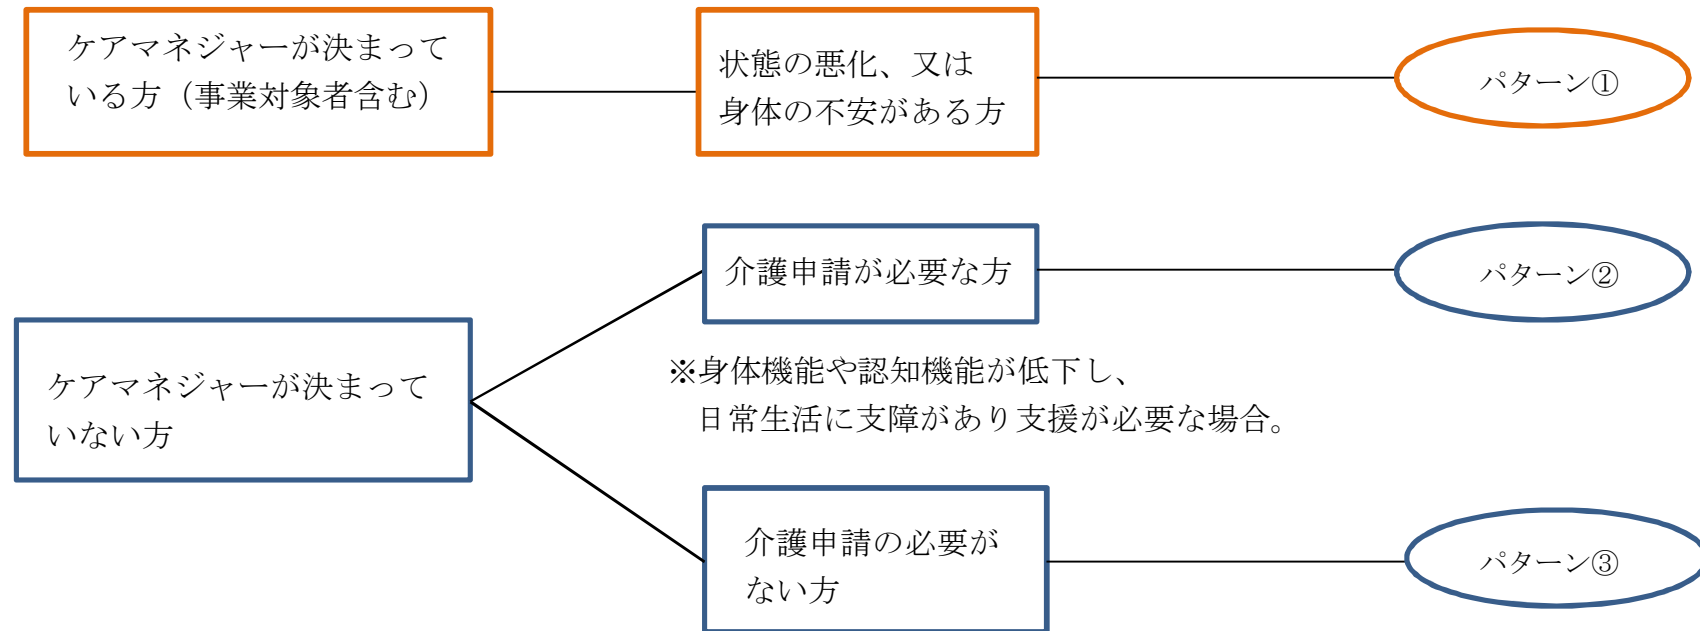 ケアマネジャーが決まって
いる方（事業対象者含む）
状態の悪化、又は
身体の不安がある方
パターン①
介護申請が必要な方
パターン②
※身体機能や認知機能が低下し、
日常生活に支障があり支援が必要な場合。
ケアマネジャーが決まって
いない方
介護申請の必要が
ない方
パターン③